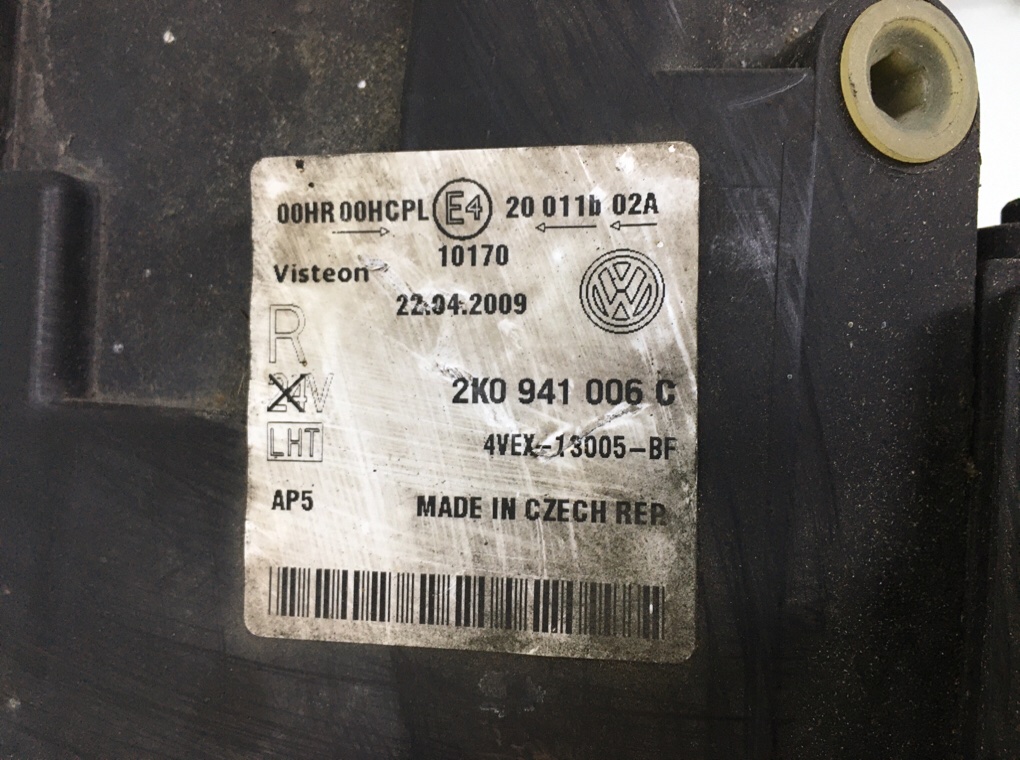 00HR 00HCPL E4 20 011b 02A
10170
Visteon
22.04.2009
R
24V
2K0 941 006 C
LHT
4VEX-13005-BF
AP5
MADE IN CZECH REP